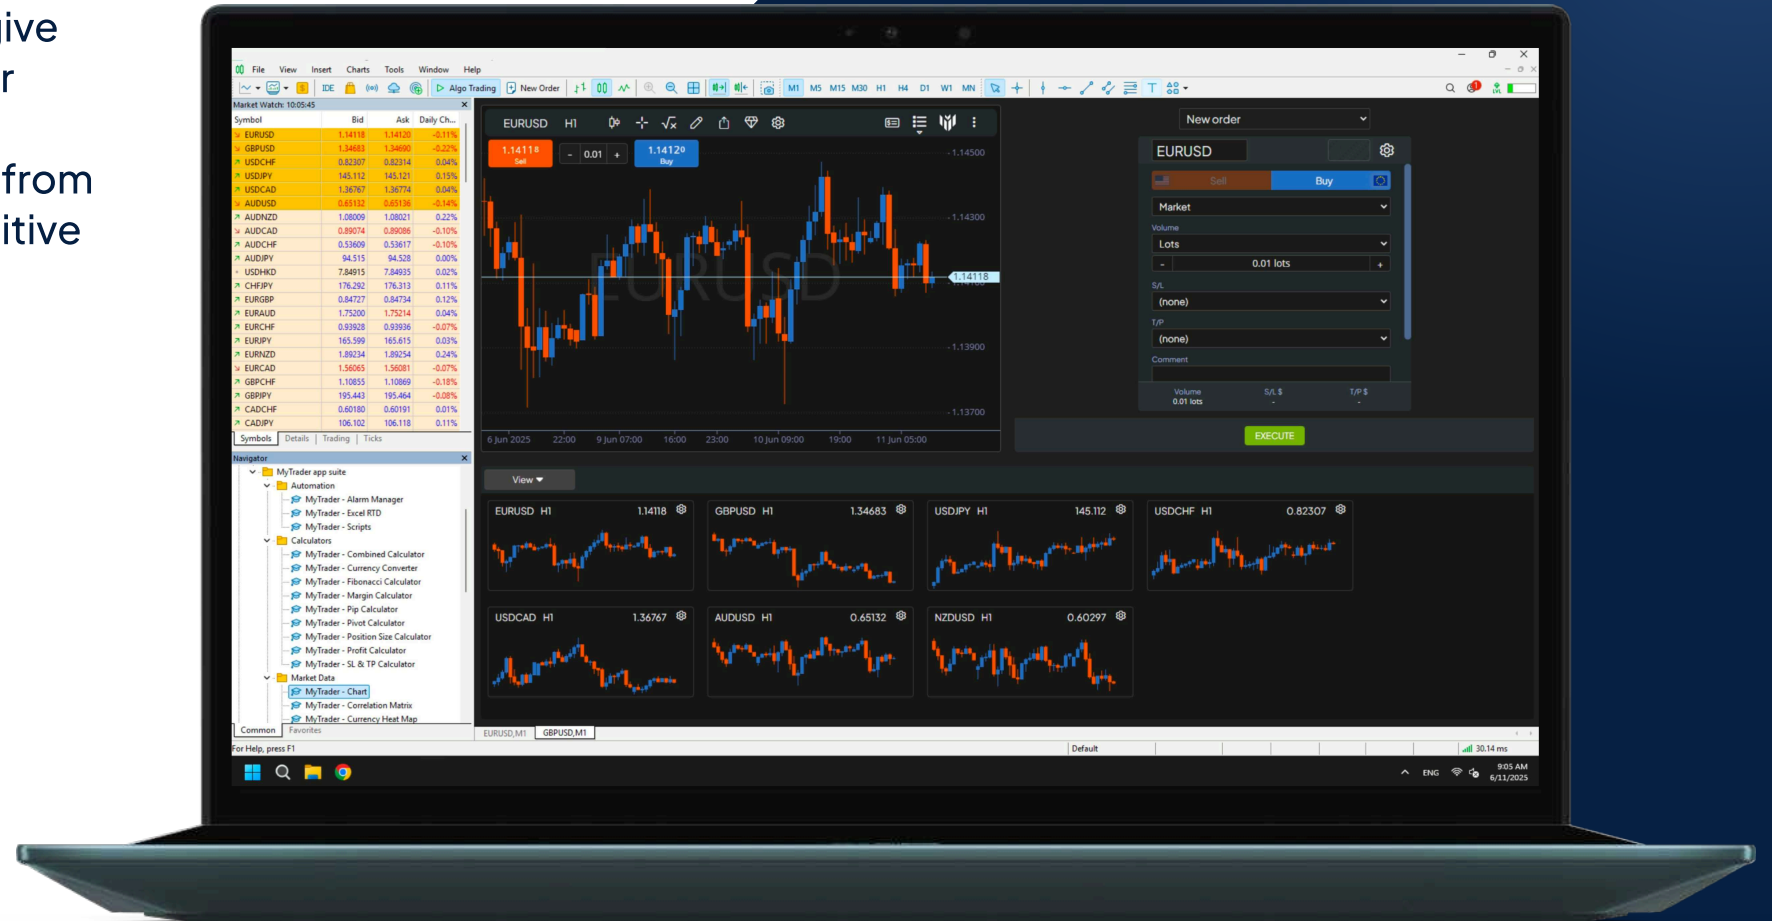 give
r
from
itive
File View Insert Charts Tools Window Help
IDE Algo Trading New Order M1 M5 M15 M30 H1 H4 D1 W1 MN
Market Watch: 10:05:45
Symbol Bid Ask Daily Ch...
EURUSD 1.14118 1.14120 -0.11%
GBPUSD 1.34683 1.34690 -0.22%
USDCHF 0.82307 0.82314 0.04%
USDJPY 145.112 145.121 0.15%
USDCAD 1.36767 1.36774 0.04%
AUDUSD 0.65132 0.65136 -0.14%
AUDNZD 1.08009 1.08021 0.22%
AUDCAD 0.89074 0.89086 -0.10%
AUDCHF 0.53609 0.53617 -0.10%
AUDJPY 94.515 94.528 0.00%
USDHKD 7.84915 7.84935 0.02%
CHFJPY 176.292 176.313 0.11%
EURGBP 0.84727 0.84734 0.12%
EURAUD 1.75200 1.75214 0.04%
EURCHF 0.93928 0.93936 -0.07%
EURJPY 165.599 165.615 0.03%
EURNZD 1.89234 1.89254 0.24%
EURCAD 1.56065 1.56081 -0.07%
GBPCHF 1.10855 1.10869 -0.18%
GBPJPY 195.443 195.464 -0.08%
CADCHF 0.60180 0.60191 0.01%
CADJPY 106.102 106.118 0.11%
Symbols Details Trading Ticks
Navigator
MyTrader app suite
Automation
MyTrader - Alarm Manager
MyTrader - Excel RTD
MyTrader - Scripts
Calculators
MyTrader - Combined Calculator
MyTrader - Currency Converter
MyTrader - Fibonacci Calculator
MyTrader - Margin Calculator
MyTrader - Pip Calculator
MyTrader - Pivot Calculator
MyTrader - Position Size Calculator
MyTrader - Profit Calculator
MyTrader - SL & TP Calculator
Market Data
MyTrader - Chart
MyTrader - Correlation Matrix
MyTrader - Currency Heat Map
Common Favorites
For Help, press F1
EURUSD H1
1.14118 Sell
- 0.01 +
1.14120 Buy
EURUSD
1.14500
1.14300
1.14118
1.13900
1.13700
6 Jun 2025 22:00 9 Jun 07:00 16:00 23:00 10 Jun 09:00 19:00 11 Jun 05:00
New order
EURUSD
Sell Buy
Market
Volume
Lots
- 0.01 lots +
S/L
(none)
T/P
(none)
Comment
Volume S/L $ T/P $
0.01 lots - -
EXECUTE
View
EURUSD H1 1.14118
GBPUSD H1 1.34683
USDJPY H1 145.112
USDCHF H1 0.82307
USDCAD H1 1.36767
AUDUSD H1 0.65132
NZDUSD H1 0.60297
EURUSD,M1 GBPUSD,M1
Default
30.14 ms
ENG
9:05 AM
6/11/2025